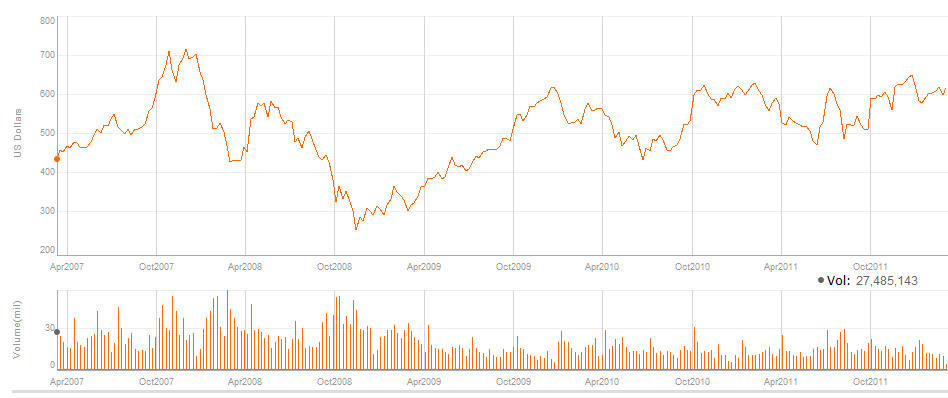 800
700
600
500
400
300
200
US Dollars
Apr2007 Oct2007 Apr2008 Oct2008 Apr2009 Oct2009 Apr2010 Oct2010 Apr2011 Oct2011
Vol: 27,485,143
30
0
Volume(mil)
Apr2007 Oct2007 Apr2008 Oct2008 Apr2009 Oct2009 Apr2010 Oct2010 Apr2011 Oct2011